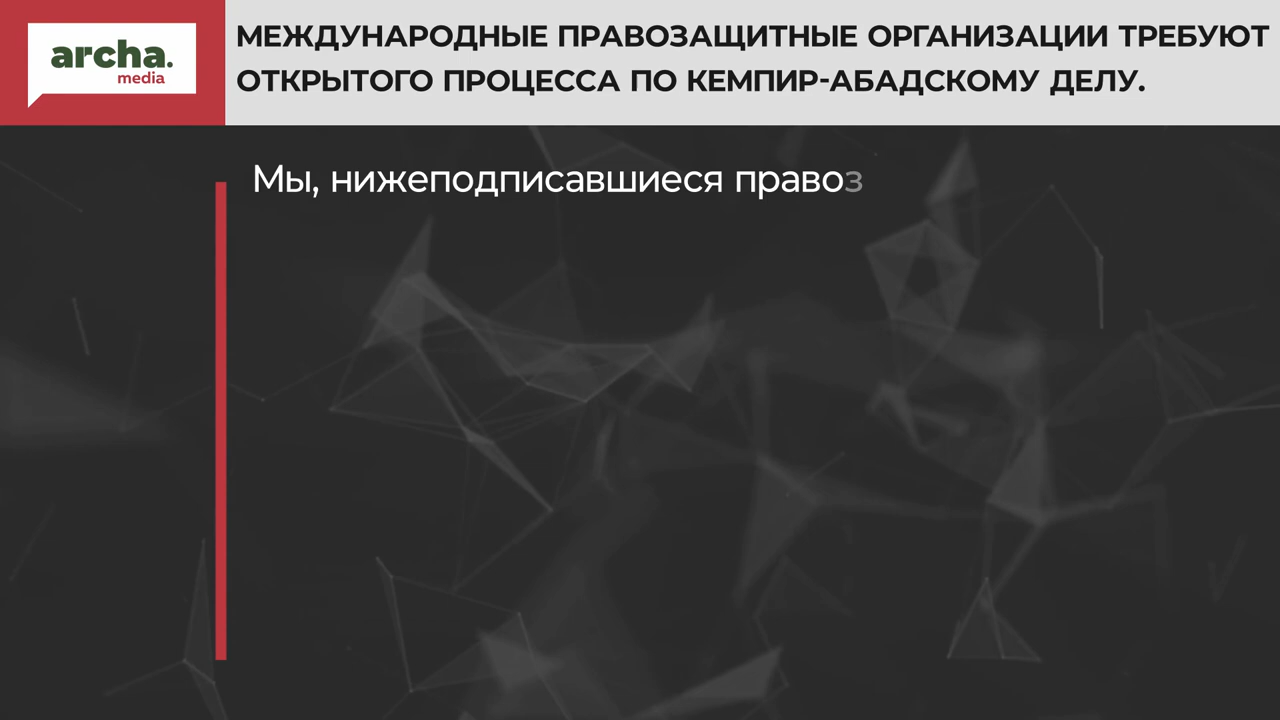 archa.
media
МЕЖДУНАРОДНЫЕ ПРАВОЗАЩИТНЫЕ ОРГАНИЗАЦИИ ТРЕБУЮТ
ОТКРЫТОГО ПРОЦЕССА ПО КЕМПИР-АБАДСКОМУ ДЕЛУ.
Мы, нижеподписавшиеся правоз